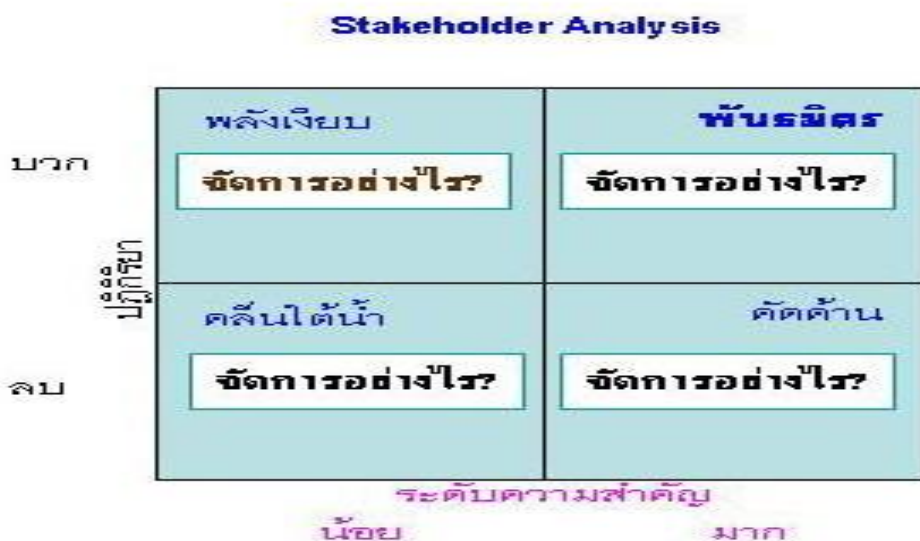 Stakeholder Analysis
พลังเงียบ
พันธมิตร
บวก
จัดการอย่างไร?
จัดการอย่างไร?
ปฏิกิริยา
คลื่นใต้น้ำ
คัดค้าน
ลบ
จัดการอย่างไร?
จัดการอย่างไร?
ระดับความสำคัญ
น้อย
มาก